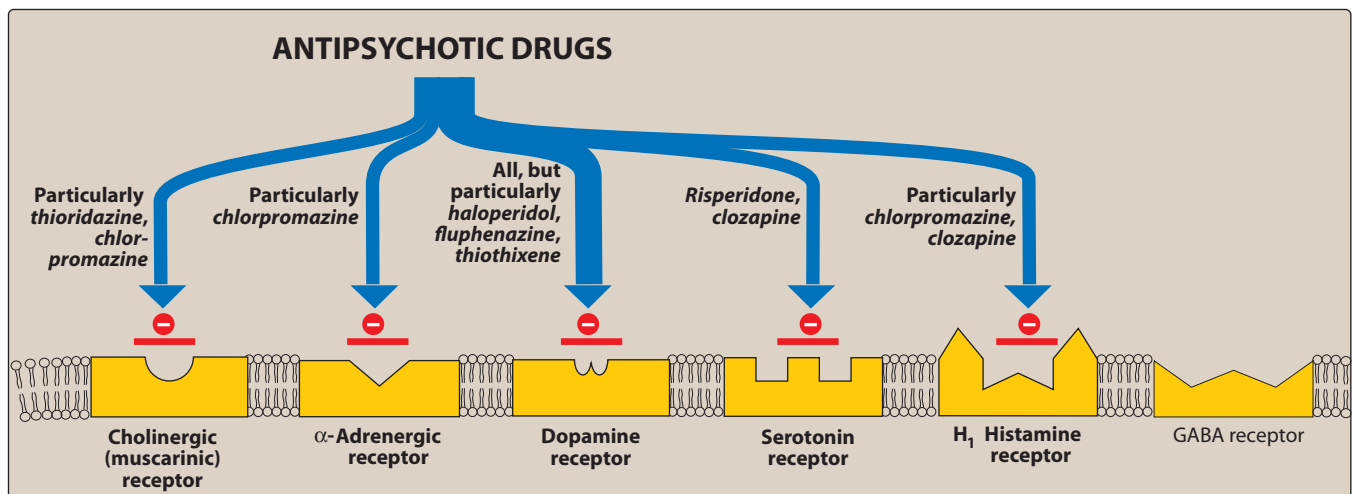 ANTIPSYCHOTIC DRUGS
Particularly
thioridazine,
chlor-
promazine
Particularly
chlorpromazine
All, but
particularly
haloperidol,
fluphenazine,
thiothixene
Risperidone,
clozapine
Particularly
chlorpromazine,
clozapine
Cholinergic
(muscarinic)
receptor
α-Adrenergic
receptor
Dopamine
receptor
Serotonin
receptor
H1 Histamine
receptor
GABA receptor